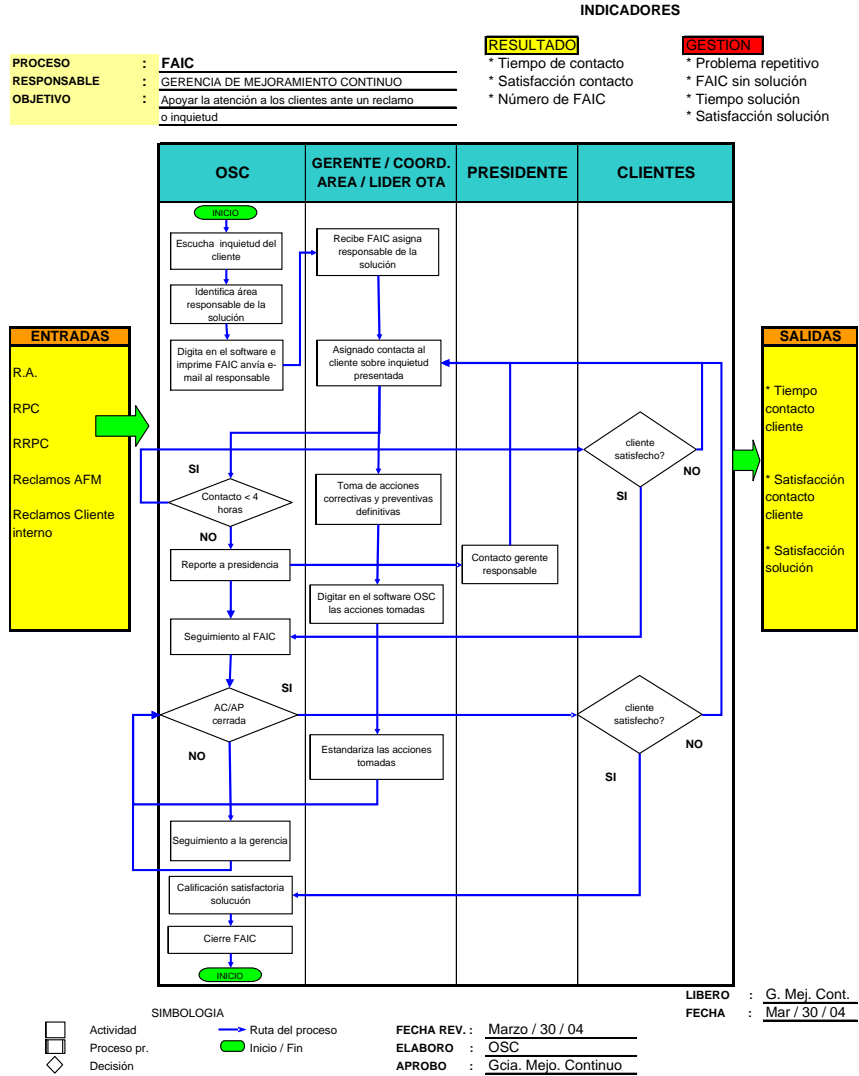 INDICADORES
RESULTADO
GESTION
PROCESO : FAIC
RESPONSABLE : GERENCIA DE MEJORAMIENTO CONTINUO
OBJETIVO : Apoyar la atención a los clientes ante un reclamo
o inquietud
* Tiempo de contacto
* Satisfacción contacto
* Número de FAIC
* Problema repetitivo
* FAIC sin solución
* Tiempo solución
* Satisfacción solución
OSC
GERENTE / COORD.
AREA / LIDER OTA
PRESIDENTE
CLIENTES
INICIO
Escucha inquietud del
cliente
Recibe FAIC asigna
responsable de la
solución
Identifica área
responsable de la
solución
Digita en el software e
imprime FAIC anvía e-
mail al responsable
Asignado contacta al
cliente sobre inquietud
presentada
ENTRADAS
R.A.
RPC
RRPC
Reclamos AFM
Reclamos Cliente
interno
SALIDAS
* Tiempo
contacto
cliente
* Satisfacción
contacto
cliente
* Satisfacción
solución
cliente
satisfecho?
NO
SI
SI
Contacto < 4
horas
NO
Toma de acciones
correctivas y preventivas
definitivas
Reporte a presidencia
Contacto gerente
responsable
Digitar en el software OSC
las acciones tomadas
Seguimiento al FAIC
SI
AC/AP
cerrada
NO
cliente
satisfecho?
NO
SI
Estandariza las acciones
tomadas
Seguimiento a la gerencia
Calificación satisfactoria
solucuón
Cierre FAIC
INICIO
LIBERO : G. Mej. Cont.
FECHA : Mar / 30 / 04
SIMBOLOGIA
Actividad
Proceso pr.
Decisión
Ruta del proceso
Inicio / Fin
FECHA REV. : Marzo / 30 / 04
ELABORO : OSC
APROBO : Gcia. Mejo. Continuo